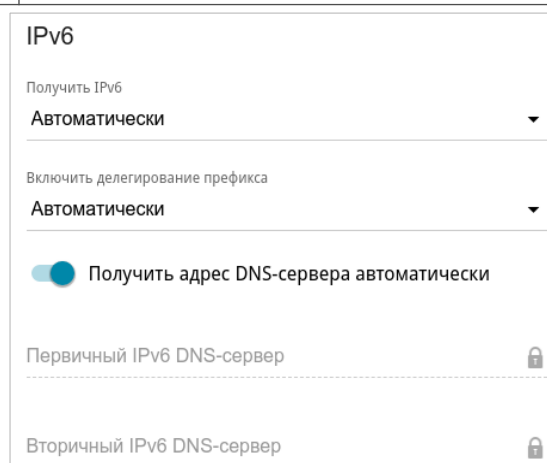 IPv6
Получить IPv6
Автоматически
Включить делегирование префикса
Автоматически
Получить адрес DNS-сервера автоматически
Первичный IPv6 DNS-сервер
Вторичный IPv6 DNS-сервер